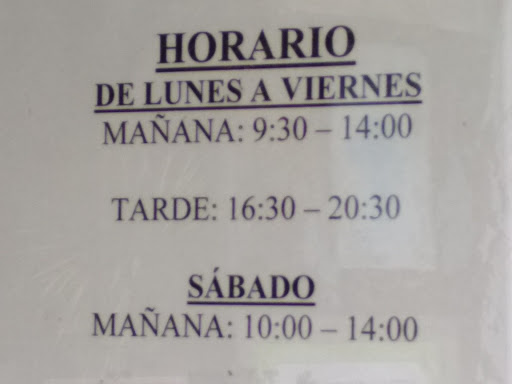 HORARIO
DE LUNES A VIERNES
MAÑANA: 9:30 – 14:00
TARDE: 16:30 – 20:30
SÁBADO
MAÑANA: 10:00 – 14:00